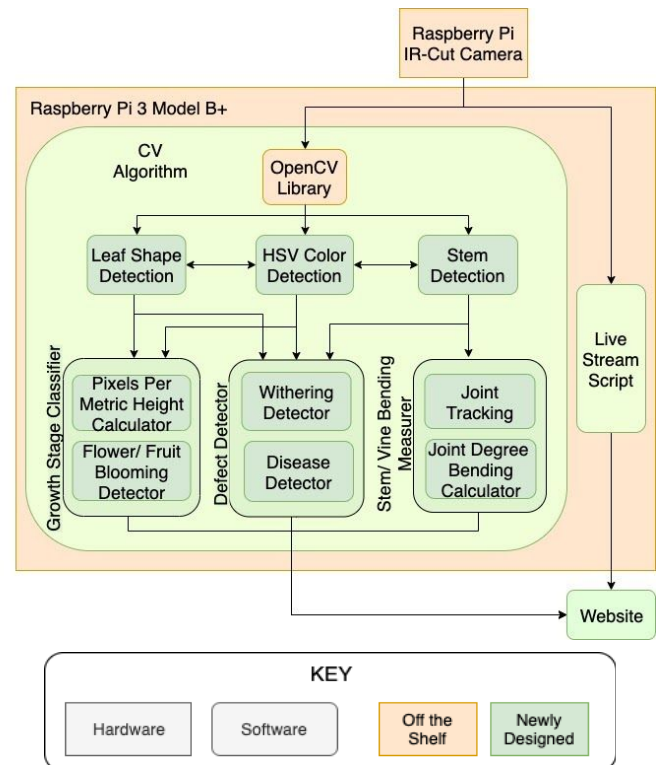 Raspberry Pi
IR-Cut Camera
Raspberry Pi 3 Model B+
CV
Algorithm
OpenCV
Library
Leaf Shape
Detection
HSV Color
Detection
Stem
Detection
Growth Stage Classifier
Pixels Per
Metric Height
Calculator
Flower/ Fruit
Blooming
Detector
Defect Detector
Withering
Detector
Disease
Detector
Stem/ Vine Bending
Measurer
Joint
Tracking
Joint Degree
Bending
Calculator
Live
Stream
Script
Website
KEY
Hardware
Software
Off the
Shelf
Newly
Designed